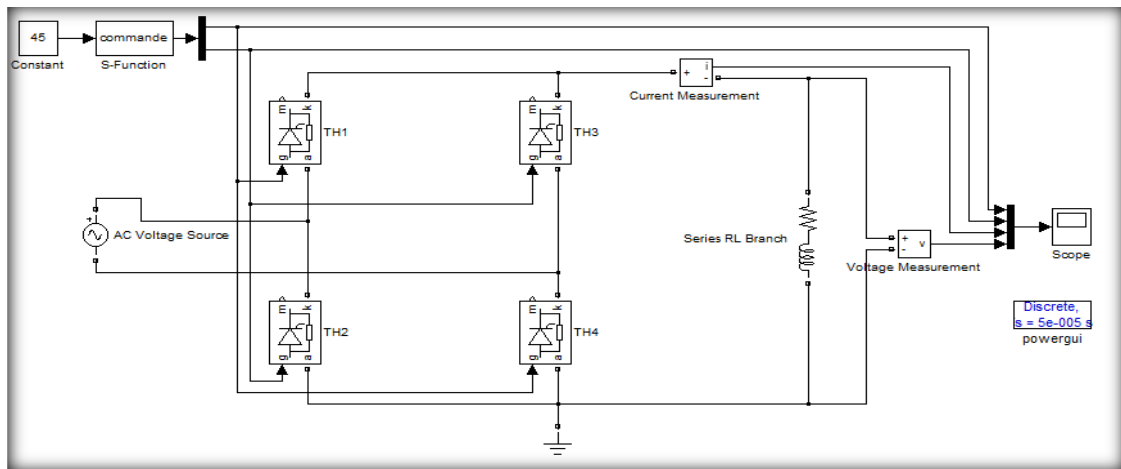 45
Constant
commande
S-Function
m
k
g
a
TH1
m
k
g
a
TH3
+
i
-
Current Measurement
+
AC Voltage Source
m
k
g
a
TH2
m
k
g
a
TH4
Series RL Branch
+
-
v
Voltage Measurement
Scope
Discrete,
s = 5e-005 s
powergui